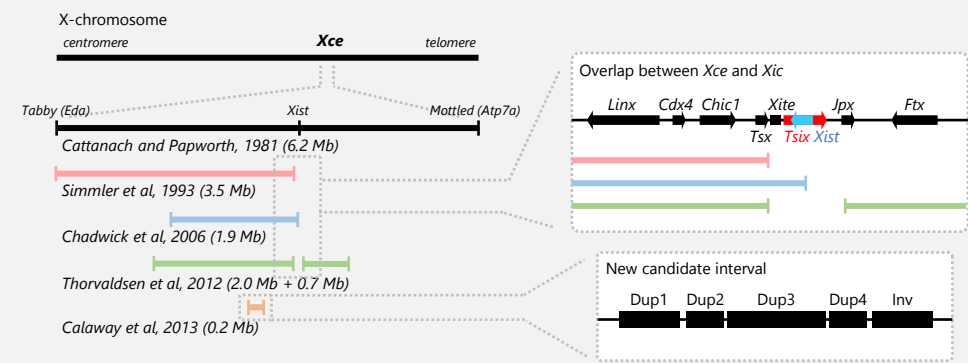 X-chromosome
centromere Xce telomere
Tabby (Eda) Xist Mottled (Atp7a)
Cattanach and Papworth, 1981 (6.2 Mb)
Simmler et al, 1993 (3.5 Mb)
Chadwick et al, 2006 (1.9 Mb)
Thorvaldsen et al, 2012 (2.0 Mb + 0.7 Mb)
Calaway et al, 2013 (0.2 Mb)
Overlap between Xce and Xic
Linx Cdx4 Chic1 Xite Jpx Ftx
Tsx Tsix Xist
New candidate interval
Dup1 Dup2 Dup3 Dup4 Inv